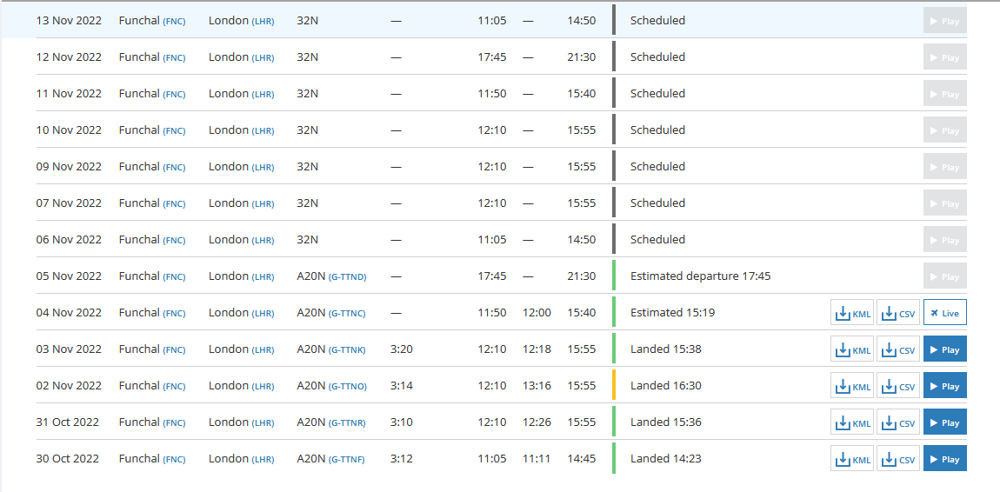 13 Nov 2022 Funchal (FNC) London (LHR) 32N — 11:05 — 14:50 Scheduled Play
12 Nov 2022 Funchal (FNC) London (LHR) 32N — 17:45 — 21:30 Scheduled Play
11 Nov 2022 Funchal (FNC) London (LHR) 32N — 11:50 — 15:40 Scheduled Play
10 Nov 2022 Funchal (FNC) London (LHR) 32N — 12:10 — 15:55 Scheduled Play
09 Nov 2022 Funchal (FNC) London (LHR) 32N — 12:10 — 15:55 Scheduled Play
07 Nov 2022 Funchal (FNC) London (LHR) 32N — 12:10 — 15:55 Scheduled Play
06 Nov 2022 Funchal (FNC) London (LHR) 32N — 11:05 — 14:50 Scheduled Play
05 Nov 2022 Funchal (FNC) London (LHR) A20N (G-TTND) — 17:45 — 21:30 Estimated departure 17:45 Play
04 Nov 2022 Funchal (FNC) London (LHR) A20N (G-TTNC) — 11:50 12:00 15:40 Estimated 15:19 KML CSV Live
03 Nov 2022 Funchal (FNC) London (LHR) A20N (G-TTNK) 3:20 12:10 12:18 15:55 Landed 15:38 KML CSV Play
02 Nov 2022 Funchal (FNC) London (LHR) A20N (G-TTNO) 3:14 12:10 13:16 15:55 Landed 16:30 KML CSV Play
31 Oct 2022 Funchal (FNC) London (LHR) A20N (G-TTNR) 3:10 12:10 12:26 15:55 Landed 15:36 KML CSV Play
30 Oct 2022 Funchal (FNC) London (LHR) A20N (G-TTNF) 3:12 11:05 11:11 14:45 Landed 14:23 KML CSV Play